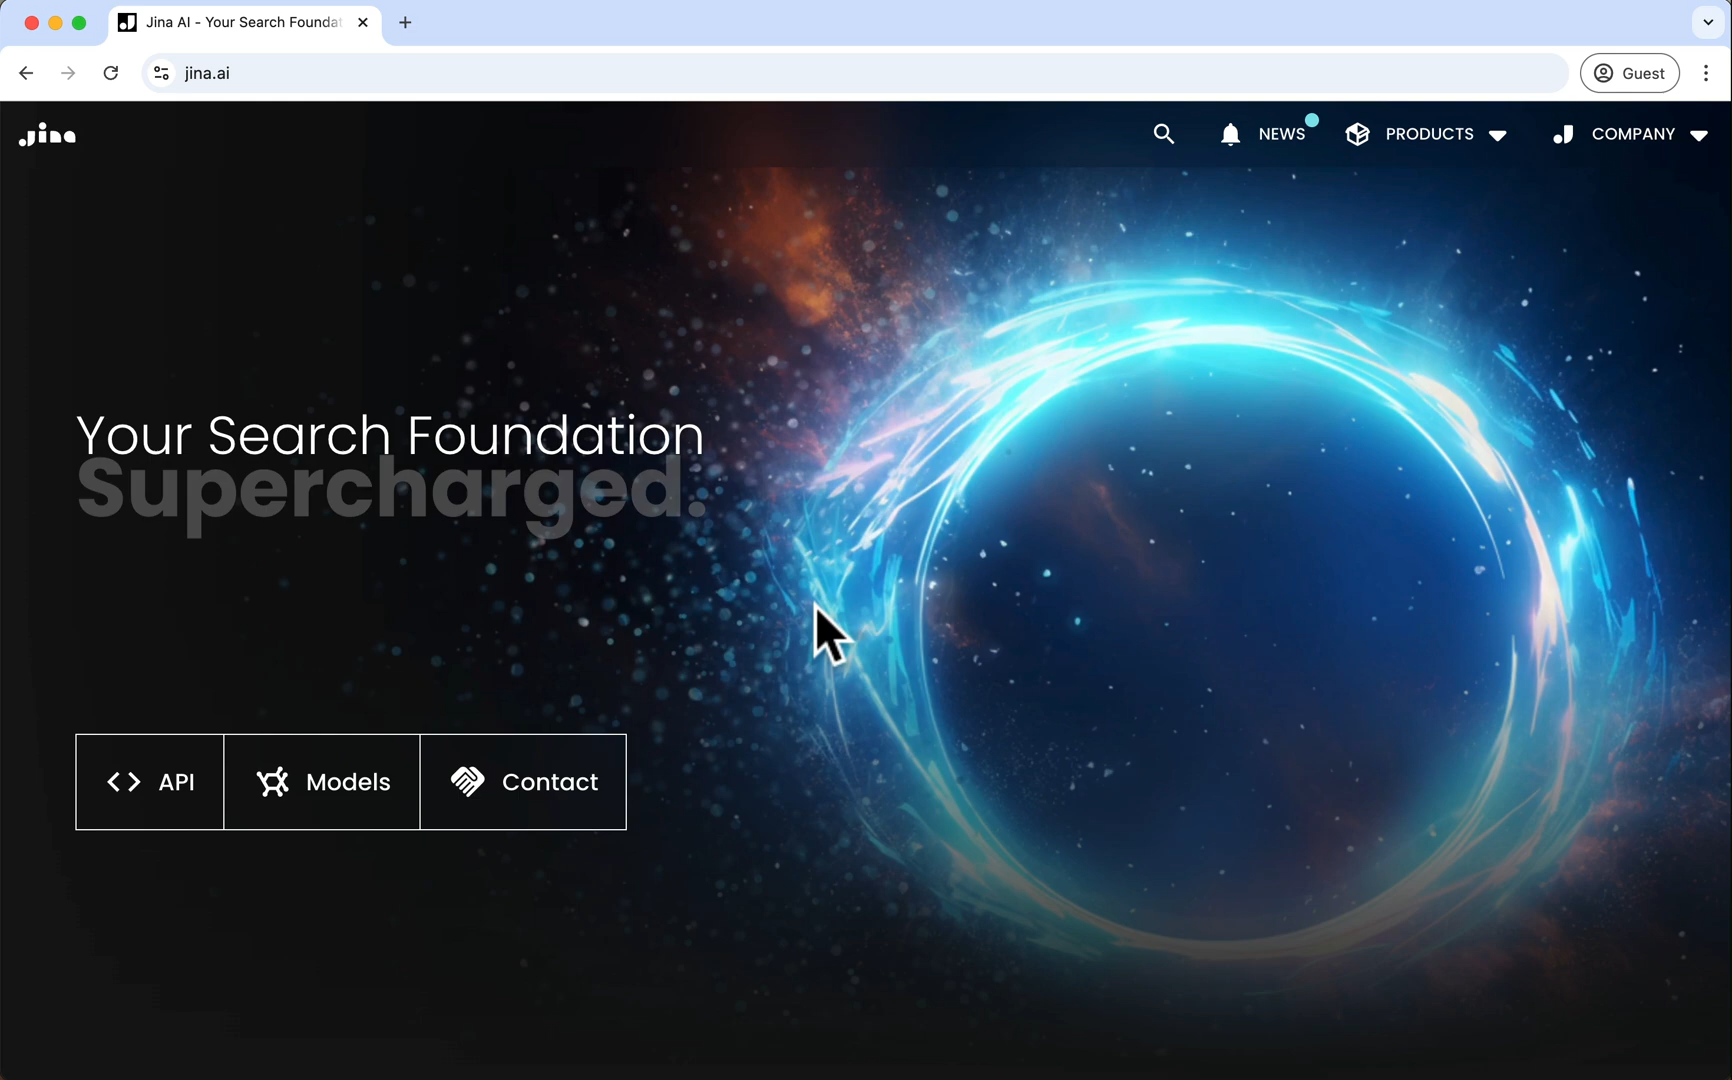 Jina AI - Your Search Foundat
jina.ai
Guest
Jina
NEWS
PRODUCTS
COMPANY
Your Search Foundation
Supercharged.
API
Models
Contact